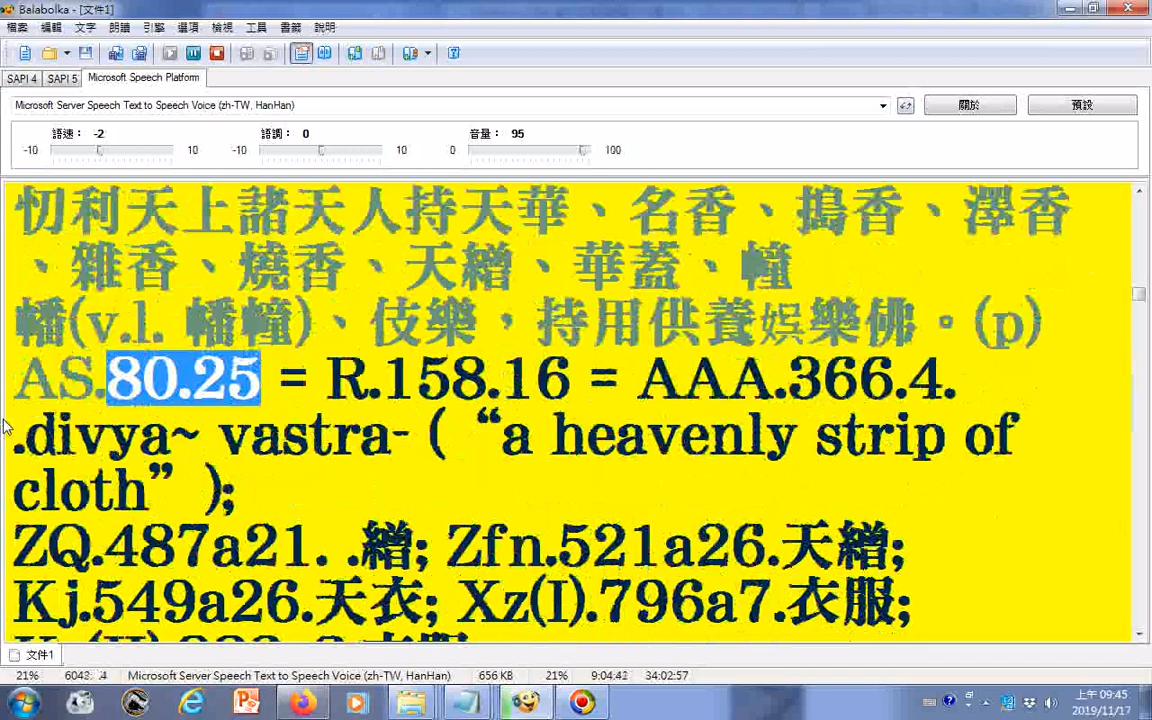 Balabolka - [文件1]
檔案 編輯 文字 朗讀 引擎 選項 檢視 工具 書籤 說明
SAPI 4 SAPI 5 Microsoft Speech Platform
Microsoft Server Speech Text to Speech Voice (zh-TW, HanHan) 關於 預設
語速： -2 語調： 0 音量： 95
-10 10 -10 10 0 100
忉利天上諸天人持天華、名香、搗香、澤香
、雜香、燒香、天繒、華蓋、幢
幡(v.l. 幡幢)、伎樂，持用供養娯樂佛。(p)
AS.80.25 = R.158.16 = AAA.366.4.
.divya~ vastra- ( “a heavenly strip of
cloth” );
ZQ.487a21. .繒; Zfn.521a26.天繒;
Kj.549a26.天衣; Xz(I).796a7.衣服;
文件1
21% Microsoft Server Speech Text to Speech Voice (zh-TW, HanHan) 656 KB 21% 9:04:42 34:02:57
上午 09:45
2019/11/17